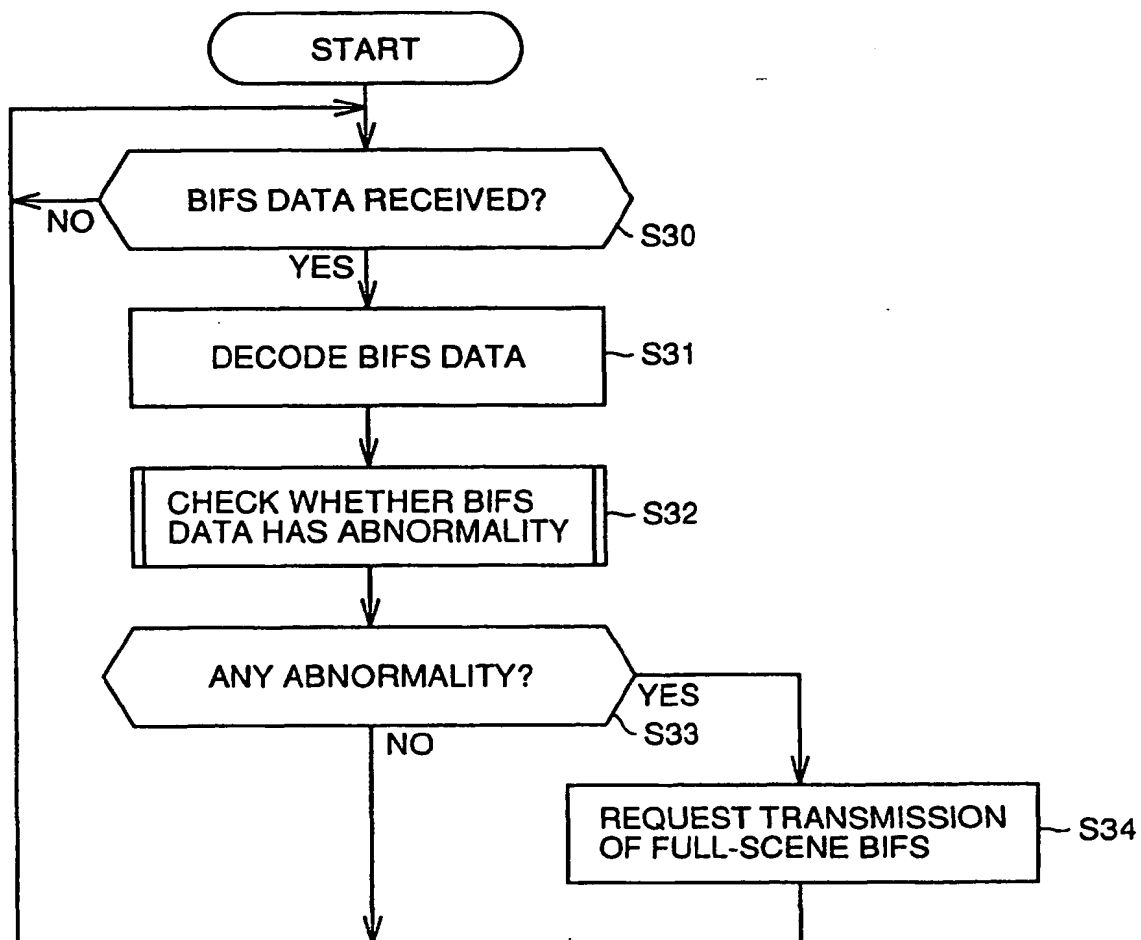 START
BIFS DATA RECEIVED?
NO
S30
YES
DECODE BIFS DATA
S31
CHECK WHETHER BIFS
DATA HAS ABNORMALITY
S32
ANY ABNORMALITY?
YES
S33
NO
REQUEST TRANSMISSION
OF FULL-SCENE BIFS
S34